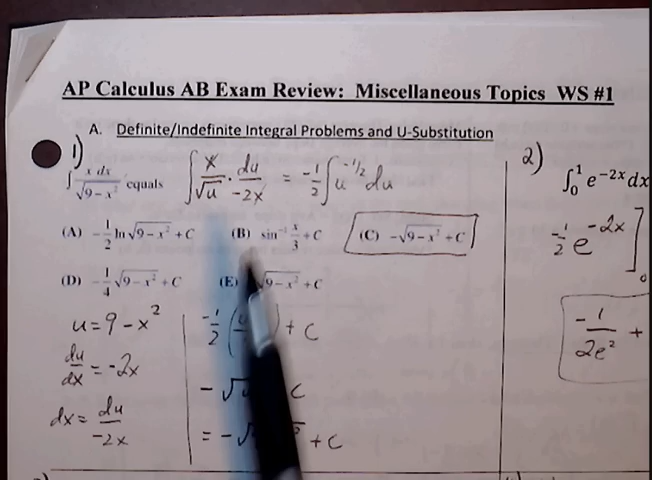 AP Calculus AB Exam Review: Miscellaneous Topics WS #1
A. Definite/Indefinite Integral Problems and U-Substitution
1)
∫ x dx / √(9 − x²) equals
∫ x/√u · du/−2x = −1/2 ∫ u^(−1/2) du
(A) −1/2 ln √(9 − x²) + C
(B) sin⁻¹ x/3 + C
(C) −√(9 − x²) + C
(D) −1/4 √(9 − x²) + C
(E) √(9 − x²) + C
u = 9 − x²
du/dx = −2x
dx = du/−2x
−1/2 ( + C
− √ C
= −√ + C
2)
∫₀¹ e^(−2x) dx
−1/2 e^(−2x) ]₀
−1/2e² +